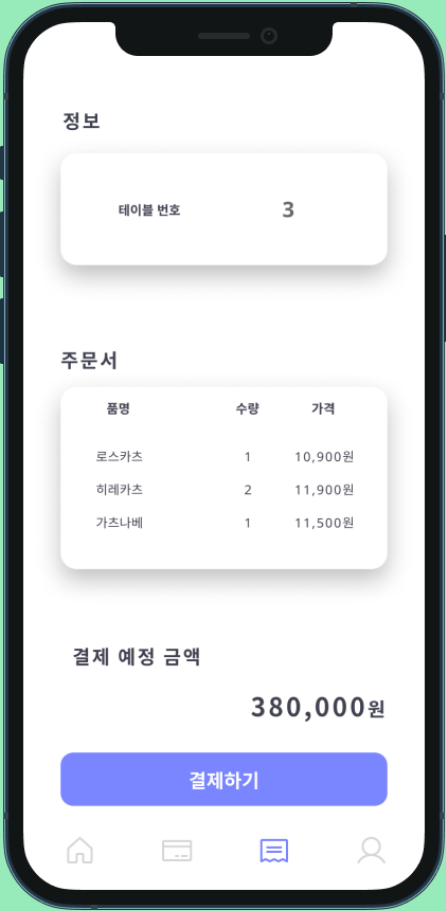 정보
테이블 번호 3
주문서
품명 수량 가격
로스카츠 1 10,900원
히레카츠 2 11,900원
가츠나베 1 11,500원
결제 예정 금액
380,000원
결제하기